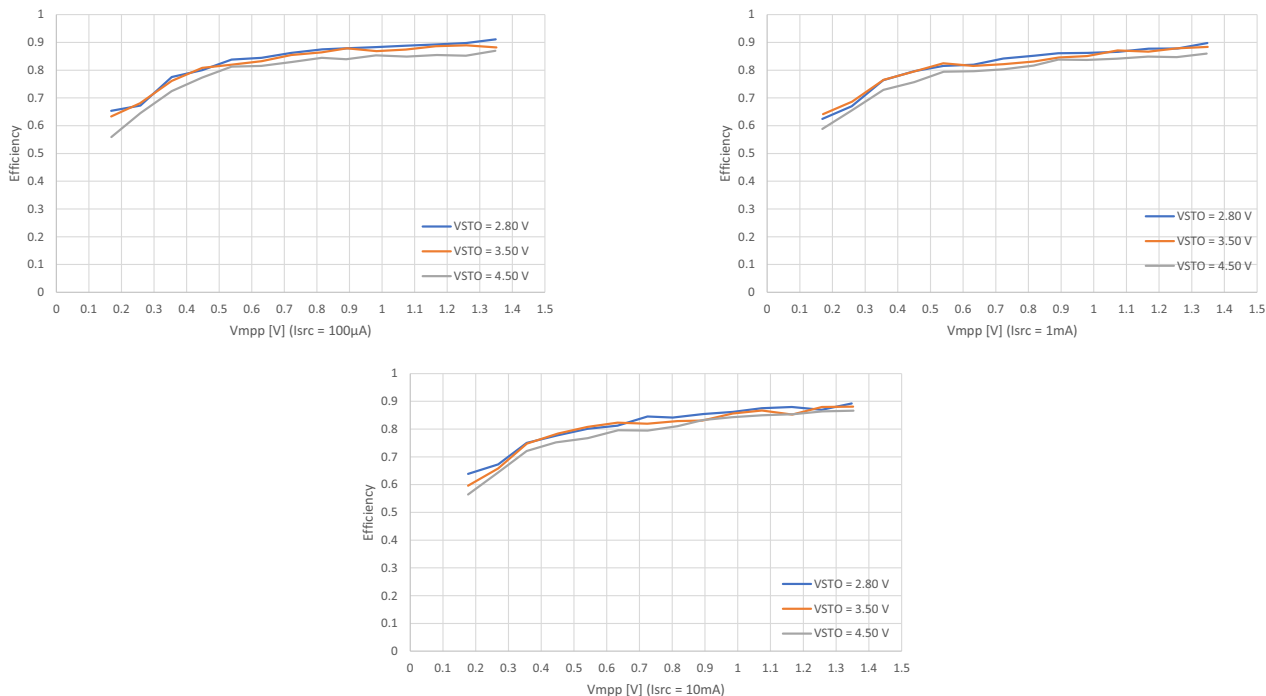 1
0.9
0.8
0.7
0.6
0.5
0.4
0.3
0.2
0.1
0
Efficiency
VSTO = 2.80 V
VSTO = 3.50 V
VSTO = 4.50 V
0 0.1 0.2 0.3 0.4 0.5 0.6 0.7 0.8 0.9 1 1.1 1.2 1.3 1.4 1.5
Vmpp [V] (Isrc = 100µA)
1
0.9
0.8
0.7
0.6
0.5
0.4
0.3
0.2
0.1
0
Efficiency
VSTO = 2.80 V
VSTO = 3.50 V
VSTO = 4.50 V
0 0.1 0.2 0.3 0.4 0.5 0.6 0.7 0.8 0.9 1 1.1 1.2 1.3 1.4 1.5
Vmpp [V] (Isrc = 1mA)
1
0.9
0.8
0.7
0.6
0.5
0.4
0.3
0.2
0.1
0
Efficiency
VSTO = 2.80 V
VSTO = 3.50 V
VSTO = 4.50 V
0 0.1 0.2 0.3 0.4 0.5 0.6 0.7 0.8 0.9 1 1.1 1.2 1.3 1.4 1.5
Vmpp [V] (Isrc = 10mA)